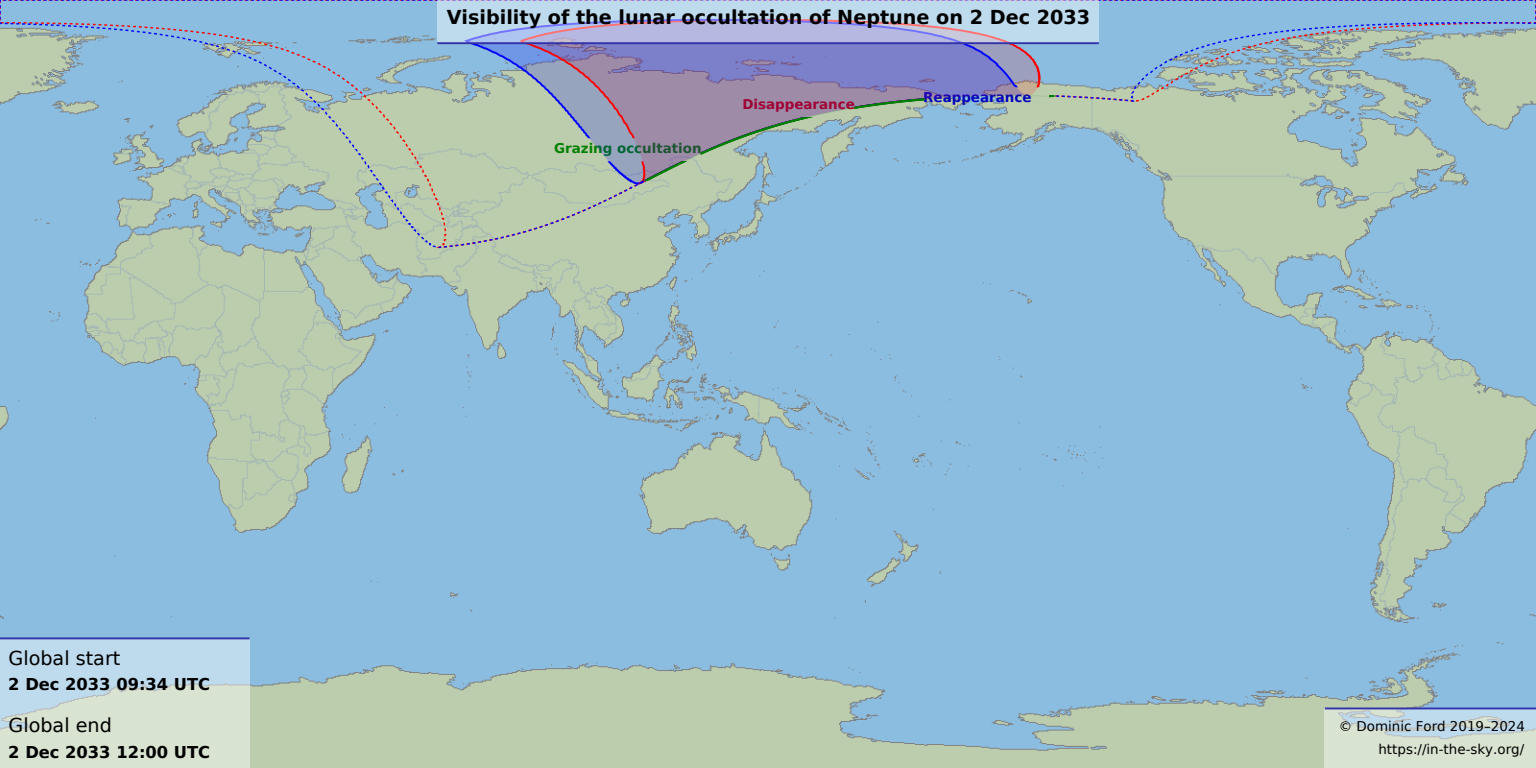 Visibility of the lunar occultation of Neptune on 2 Dec 2033
Disappearance
Reappearance
Grazing occultation
Global start
2 Dec 2033 09:34 UTC
Global end
2 Dec 2033 12:00 UTC
© Dominic Ford 2019–2024
https://in-the-sky.org/